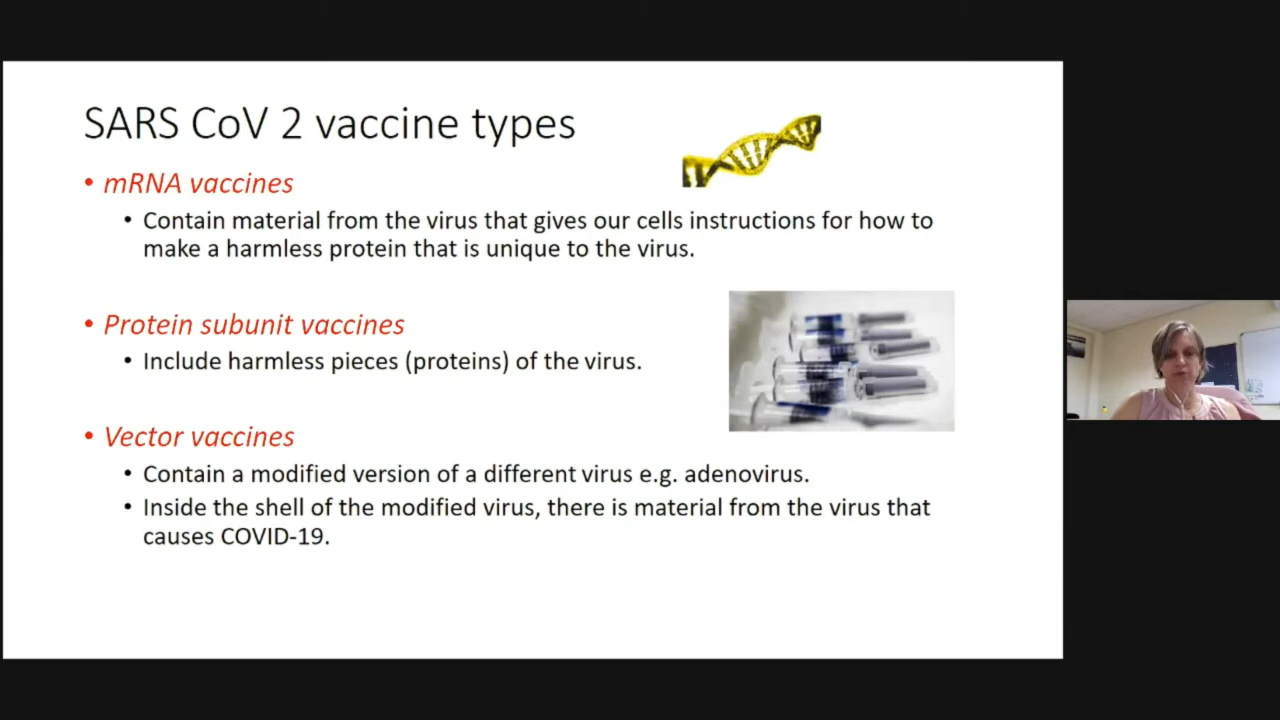 SARS CoV 2 vaccine types
• mRNA vaccines
• Contain material from the virus that gives our cells instructions for how to
make a harmless protein that is unique to the virus.
• Protein subunit vaccines
• Include harmless pieces (proteins) of the virus.
• Vector vaccines
• Contain a modified version of a different virus e.g. adenovirus.
• Inside the shell of the modified virus, there is material from the virus that
causes COVID-19.